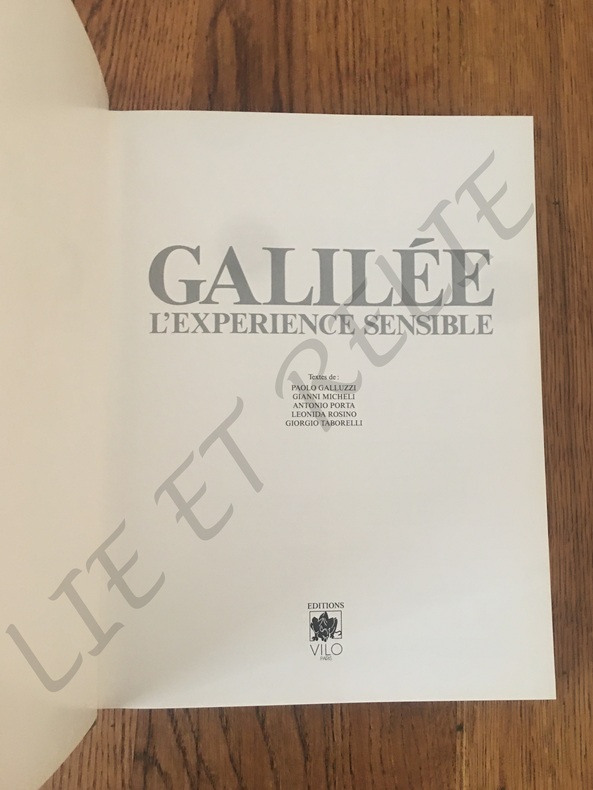 GALILÉE
L'EXPERIENCE SENSIBLE
Textes de :
PAOLO GALLUZZI
GIANNI MICHELI
ANTONIO PORTA
LEONIDA ROSINO
GIORGIO TABORELLI
EDITIONS
VILO
PARIS
LIE ET RELIE